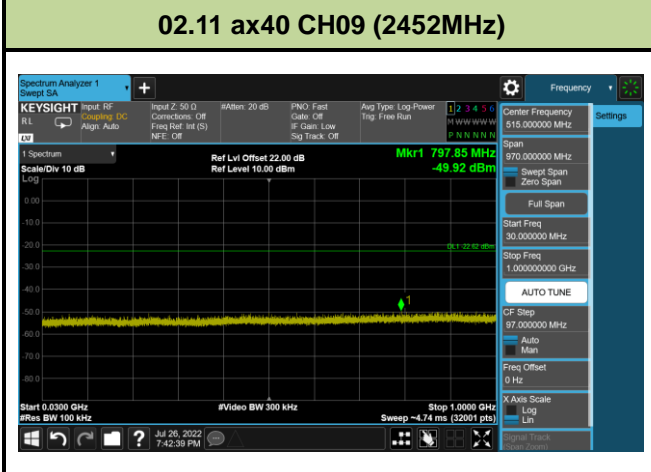 02.11 ax40 CH09 (2452MHz)
Spectrum Analyzer 1
Swept SA
+
Frequency
KEYSIGHT
RL
LXI
Input: RF
Coupling: DC
Align: Auto
Input Z: 50 Ω
Corrections: Off
Freq Ref: Int (S)
NFE: Off
#Atten: 20 dB
PNO: Fast
Gate: Off
IF Gain: Low
Sig Track: Off
Avg Type: Log-Power
Trig: Free Run
1 2 3 4 5 6
M W W W W W
P N N N N N
1 Spectrum
Scale/Div 10 dB
Log
Ref Lvl Offset 22.00 dB
Ref Level 10.00 dBm
Mkr1 797.85 MHz
-49.92 dBm
0.00
-10.0
-20.0
-30.0
-40.0
-50.0
-60.0
-70.0
-80.0
DL1 -22.62 dBm
1
Start 0.0300 GHz
#Res BW 100 kHz
#Video BW 300 kHz
Stop 1.0000 GHz
Sweep ~4.74 ms (32001 pts)
Center Frequency
515.000000 MHz
Settings
Span
970.000000 MHz
Swept Span
Zero Span
Full Span
Start Freq
30.000000 MHz
Stop Freq
1.000000000 GHz
AUTO TUNE
CF Step
97.000000 MHz
Auto
Man
Freq Offset
0 Hz
X Axis Scale
Log
Lin
Signal Track
(Span Zoom)
?
Jul 26, 2022
7:42:39 PM